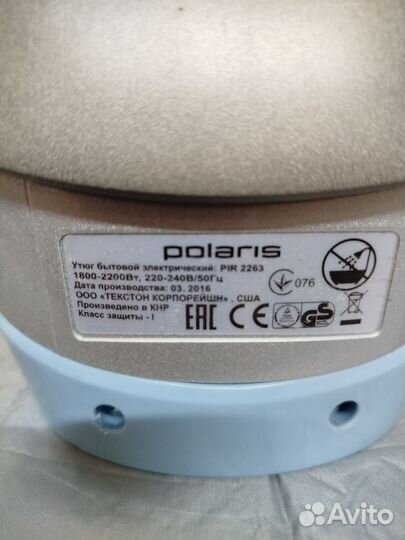 polaris
Утюг бытовой электрический: PIR 2263
1800-2200Вт, 220-240В/50Гц
Дата производства: 03. 2016
ООО «ТЕКСТОН КОРПОРЕЙШН» , США
Произведено в КНР
Класс защиты - I
076
EAC CE GS
Avito